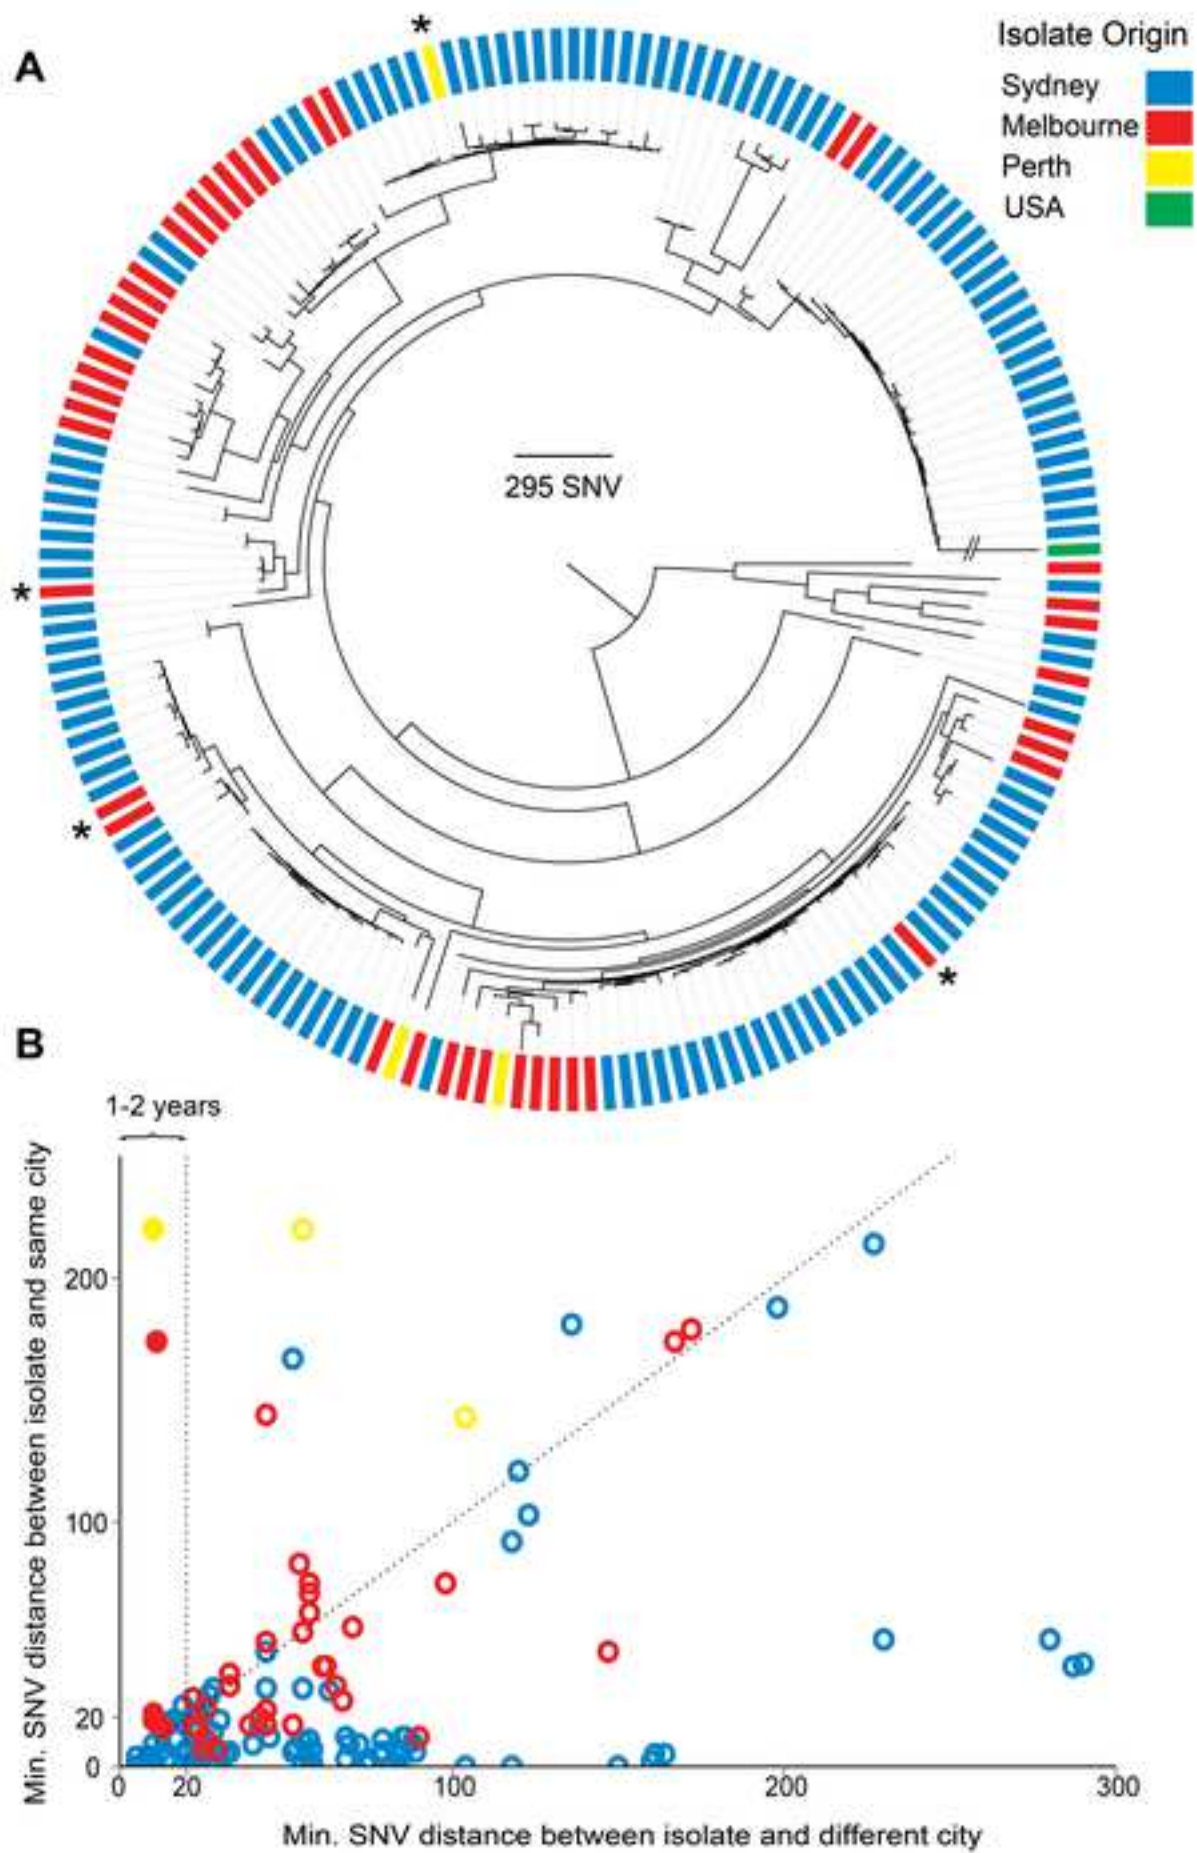 A
*
Isolate Origin
Sydney
Melbourne
Perth
USA
295 SNV
*
*
*
B
1-2 years
Min. SNV distance between isolate and same city
200
100
20
0
0 20 100 200 300
Min. SNV distance between isolate and different city